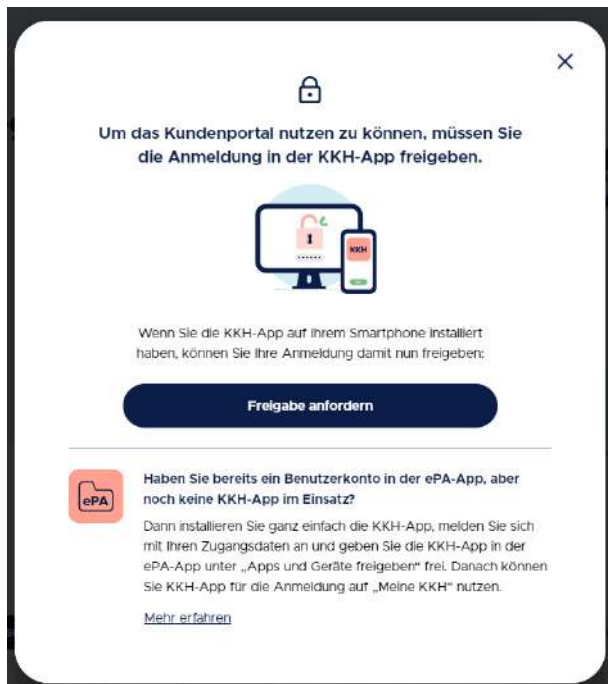 Um das Kundenportal nutzen zu können, müssen Sie
die Anmeldung in der KKH-App freigeben.
KKH
Wenn Sie die KKH-App auf Ihrem Smartphone installiert
haben, können Sie Ihre Anmeldung damit nun freigeben:
Freigabe anfordern
ePA
Haben Sie bereits ein Benutzerkonto in der ePA-App, aber
noch keine KKH-App im Einsatz?
Dann installieren Sie ganz einfach die KKH-App, melden Sie sich
mit Ihren Zugangsdaten an und geben Sie die KKH-App in der
ePA-App unter „Apps und Geräte freigeben“ frei. Danach können
Sie KKH-App für die Anmeldung auf „Meine KKH“ nutzen.
Mehr erfahren